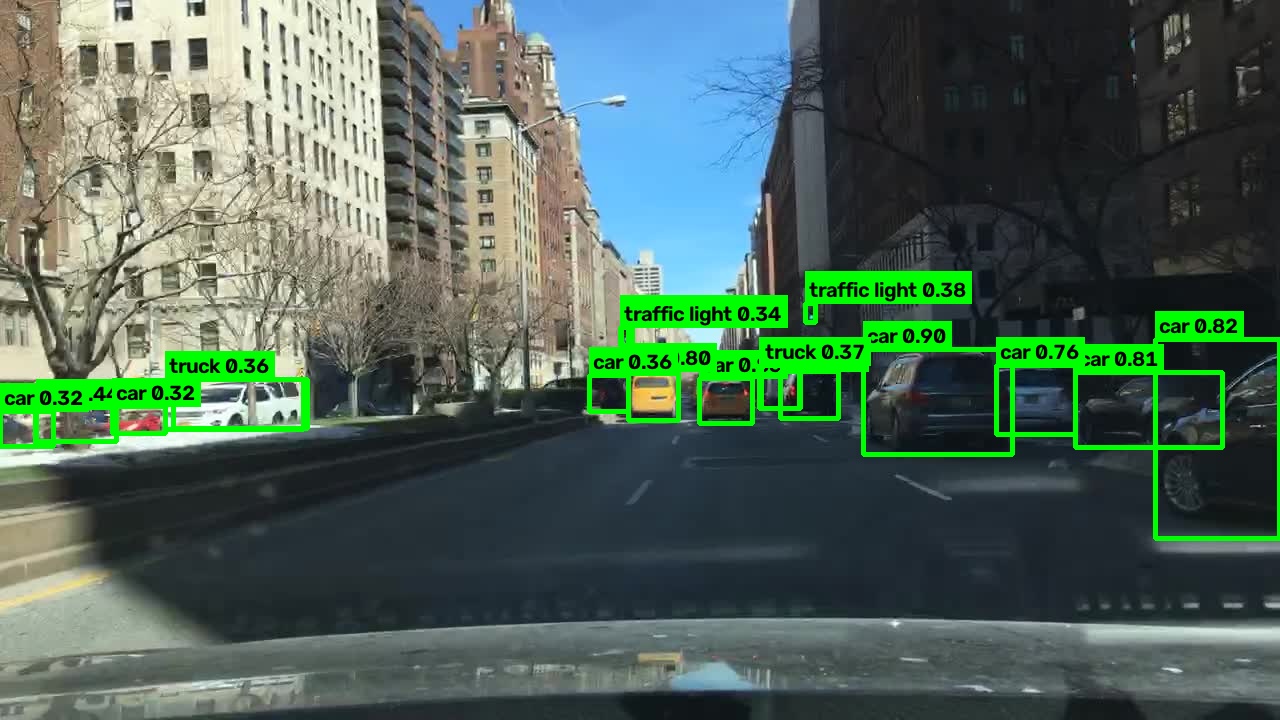 traffic light 0.38
traffic light 0.34
car 0.82
car 0.90
car 0.76
car 0.81
truck 0.37
car 0.36
.80
truck 0.36
car 0.32
car 0.32